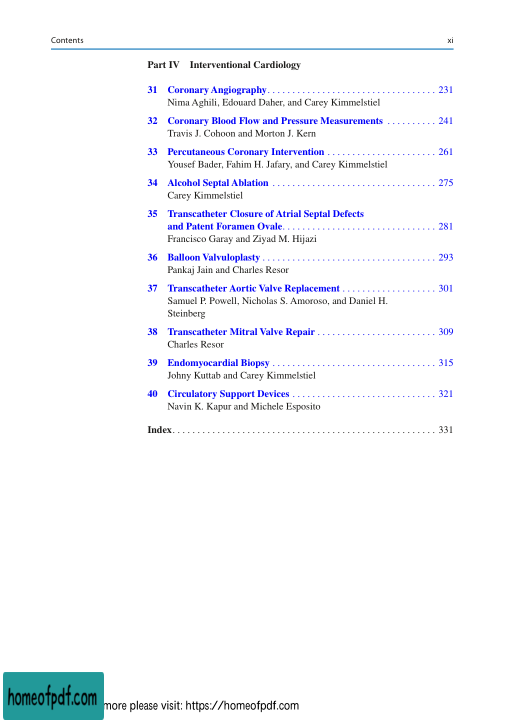 Contents xi
Part IV Interventional Cardiology
31 Coronary Angiography. . . . . . . . . . . . . . . . . . . . . . . . . . . . . . . . . . 231
Nima Aghili, Edouard Daher, and Carey Kimmelstiel
32 Coronary Blood Flow and Pressure Measurements . . . . . . . . . . 241
Travis J. Cohoon and Morton J. Kern
33 Percutaneous Coronary Intervention . . . . . . . . . . . . . . . . . . . . . . 261
Yousef Bader, Fahim H. Jafary, and Carey Kimmelstiel
34 Alcohol Septal Ablation . . . . . . . . . . . . . . . . . . . . . . . . . . . . . . . . . 275
Carey Kimmelstiel
35 Transcatheter Closure of Atrial Septal Defects
and Patent Foramen Ovale. . . . . . . . . . . . . . . . . . . . . . . . . . . . . . . 281
Francisco Garay and Ziyad M. Hijazi
36 Balloon Valvuloplasty . . . . . . . . . . . . . . . . . . . . . . . . . . . . . . . . . . . 293
Pankaj Jain and Charles Resor
37 Transcatheter Aortic Valve Replacement . . . . . . . . . . . . . . . . . . . 301
Samuel P. Powell, Nicholas S. Amoroso, and Daniel H.
Steinberg
38 Transcatheter Mitral Valve Repair . . . . . . . . . . . . . . . . . . . . . . . . 309
Charles Resor
39 Endomyocardial Biopsy . . . . . . . . . . . . . . . . . . . . . . . . . . . . . . . . . 315
Johny Kuttab and Carey Kimmelstiel
40 Circulatory Support Devices . . . . . . . . . . . . . . . . . . . . . . . . . . . . . 321
Navin K. Kapur and Michele Esposito
Index. . . . . . . . . . . . . . . . . . . . . . . . . . . . . . . . . . . . . . . . . . . . . . . . . . . . . 331
homeofpdf.com more please visit: https://homeofpdf.com